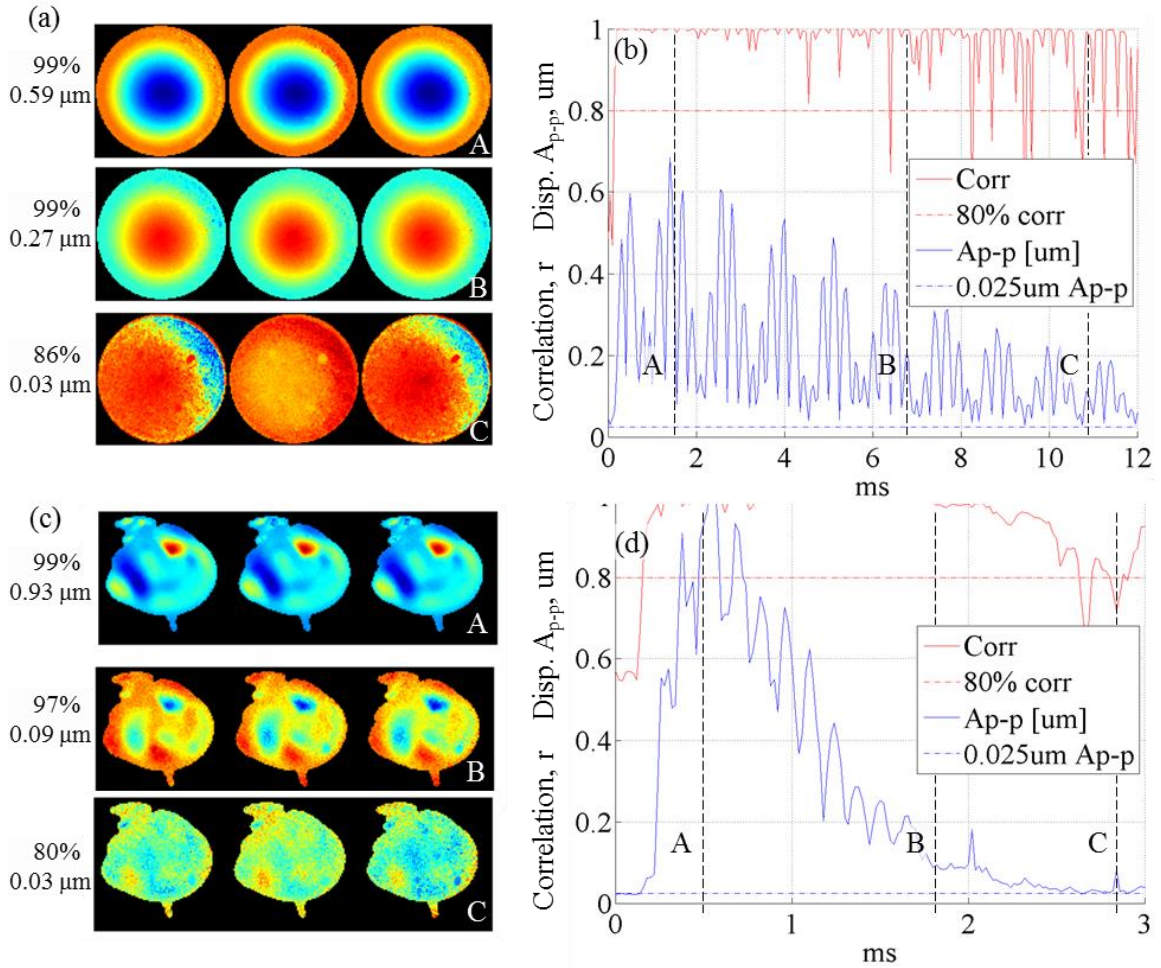 (a)
99%
0.59 μm
A
99%
0.27 μm
B
86%
0.03 μm
C
(b)
Correlation, r Disp. Ap-p, um
1
0.8
0.6
0.4
0.2
0
A
B
C
Corr
80% corr
Ap-p [um]
0.025um Ap-p
0 2 4 6 8 10 12
ms
(c)
99%
0.93 μm
A
97%
0.09 μm
B
80%
0.03 μm
C
(d)
Correlation, r Disp. Ap-p, um
1
0.8
0.6
0.4
0.2
0
A
B
C
Corr
80% corr
Ap-p [um]
0.025um Ap-p
0 1 2 3
ms